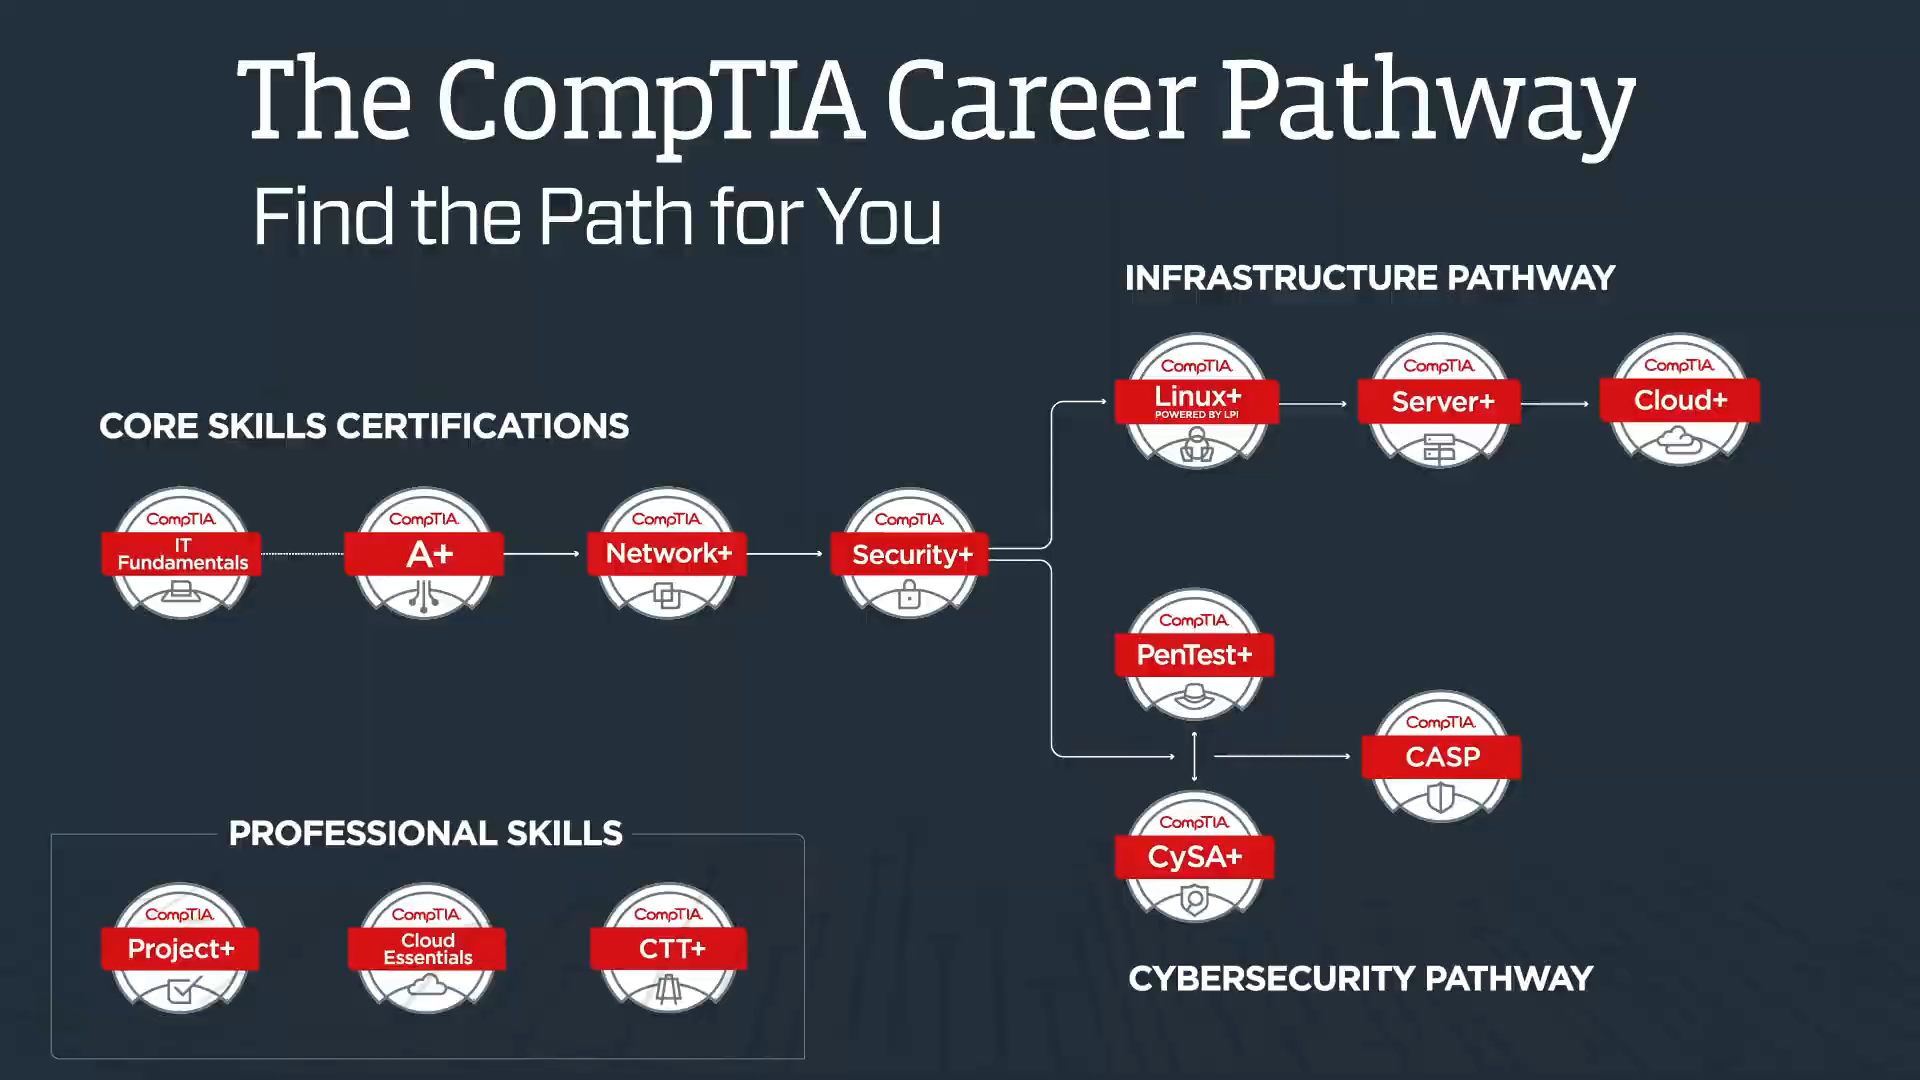 The CompTIA Career Pathway
Find the Path for You
INFRASTRUCTURE PATHWAY
CompTIA.
Linux+
POWERED BY LPI
CompTIA.
Server+
CompTIA.
Cloud+
CORE SKILLS CERTIFICATIONS
CompTIA.
IT
Fundamentals
CompTIA.
A+
CompTIA.
Network+
CompTIA.
Security+
CompTIA.
PenTest+
CompTIA.
CASP
CompTIA.
CySA+
CYBERSECURITY PATHWAY
PROFESSIONAL SKILLS
CompTIA.
Project+
CompTIA.
Cloud
Essentials
CompTIA.
CTT+